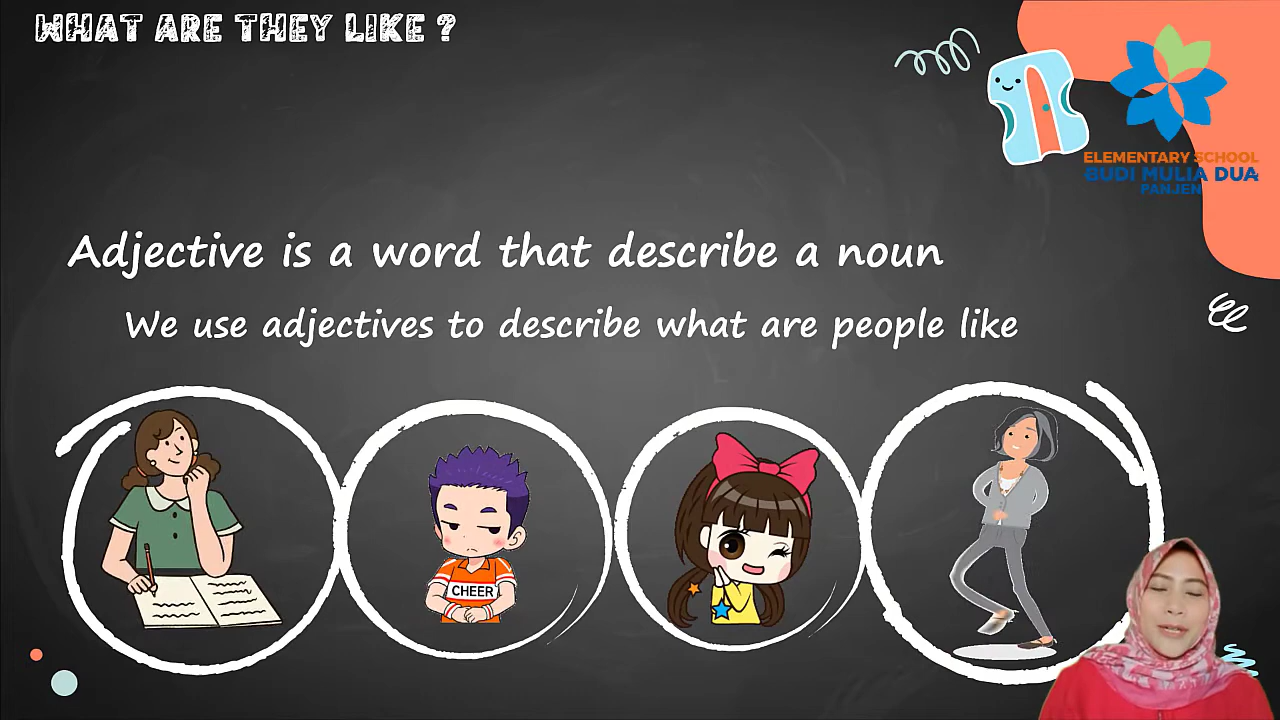 WHAT ARE THEY LIKE ?
ELEMENTARY SCHOOL
BUDI MULIA DUA
PANJEN
Adjective is a word that describe a noun
We use adjectives to describe what are people like
CHEER